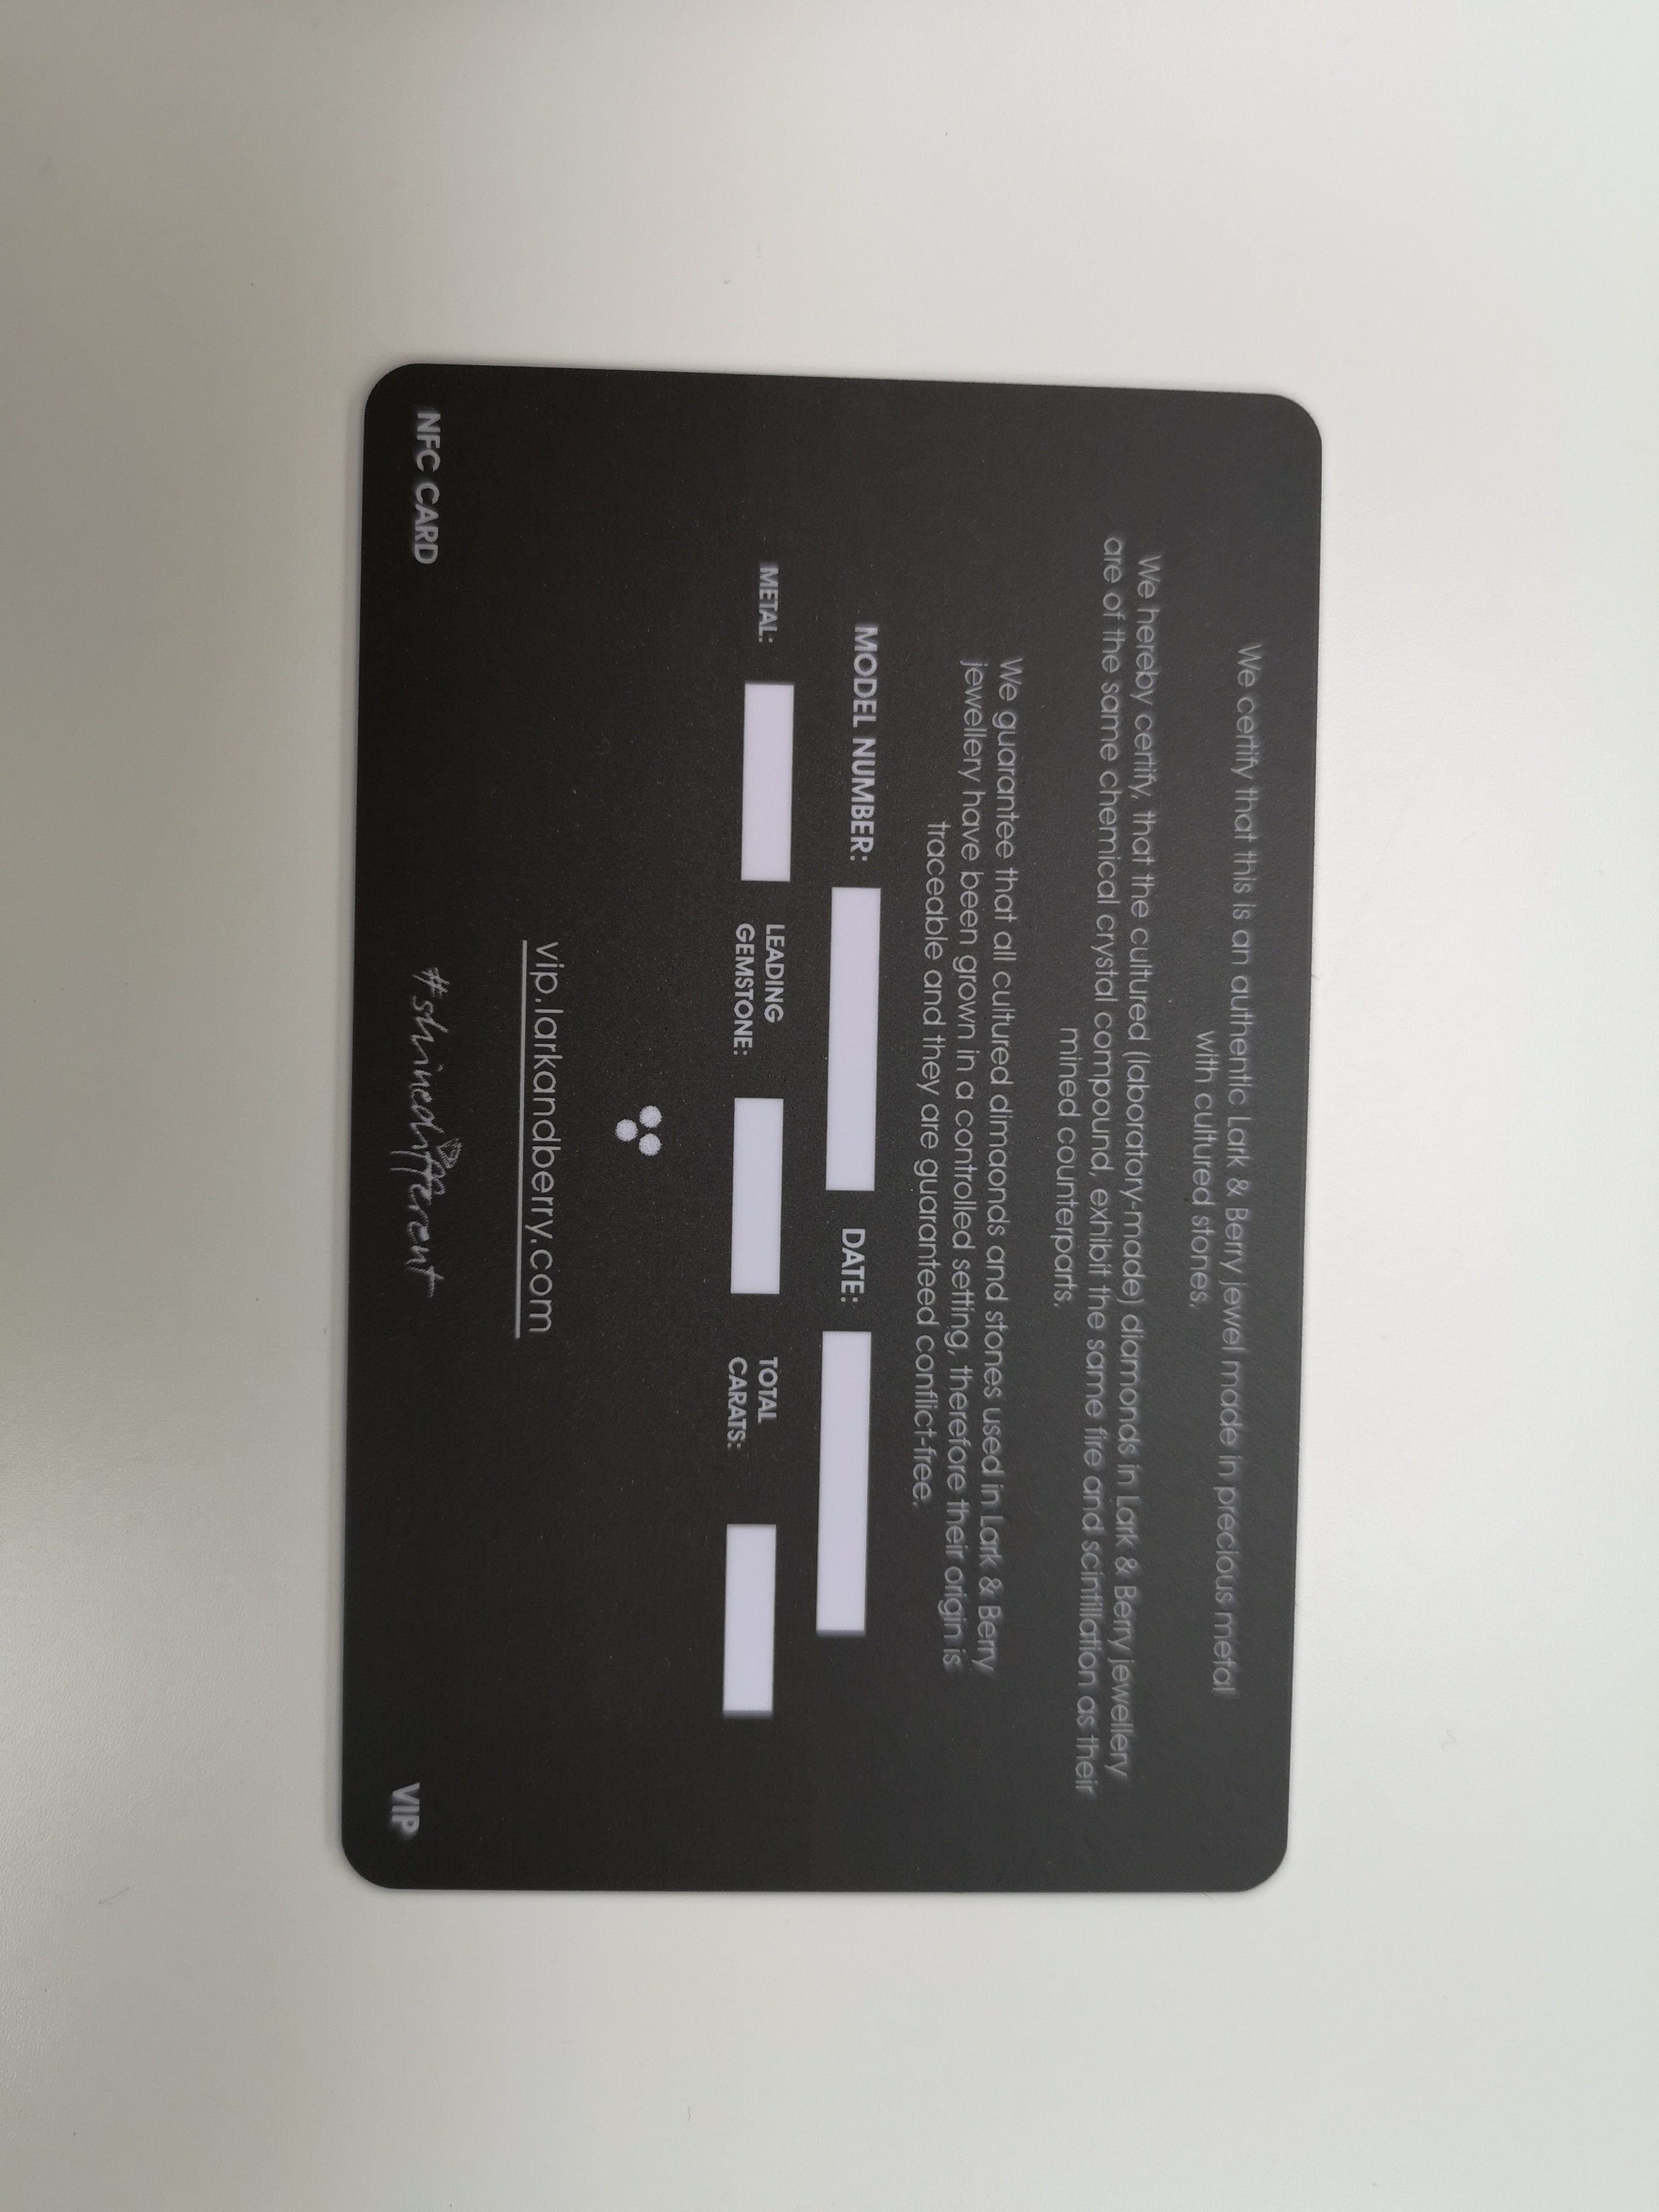 We certify that this is an authentic Lark & Berry jewel made in precious metal
with cultured stones.
We hereby certify, that the cultured (laboratory-made) diamonds in Lark & Berry jewellery
are of the same chemical crystal compound, exhibit the same fire and scintillation as their
mined counterparts.
We guarantee that all cultured dimaonds and stones used in Lark & Berry
jewellery have been grown in a controlled setting, therefore their origin is
traceable and they are guaranteed conflict-free.
MODEL NUMBER: DATE:
METAL: LEADING GEMSTONE: TOTAL CARATS:
vip.larkandberry.com
#shinedifferent
NFC CARD VIP